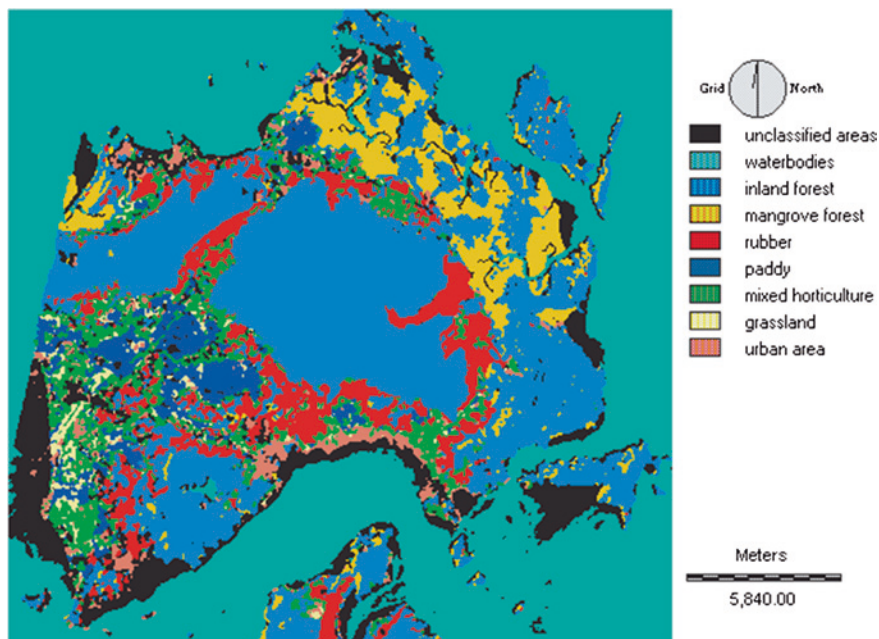 Grid North
unclassified areas
waterbodies
inland forest
mangrove forest
rubber
paddy
mixed horticulture
grassland
urban area
Meters
5,840.00